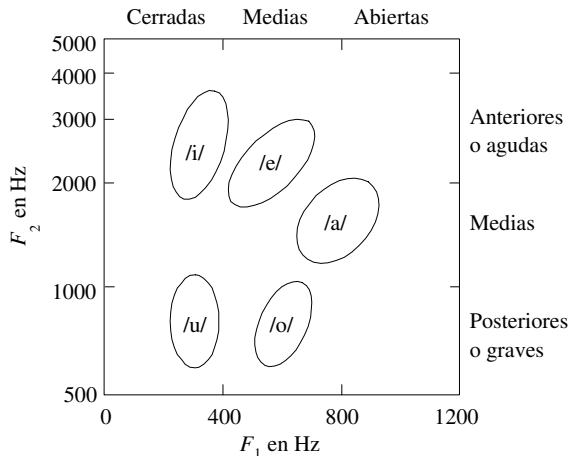 Cerradas Medias Abiertas
5000
4000
3000
2000
1000
500
F2 en Hz
/i/
/e/
/a/
/u/
/o/
Anteriores
o agudas
Medias
Posteriores
o graves
0 400 800 1200
F1 en Hz